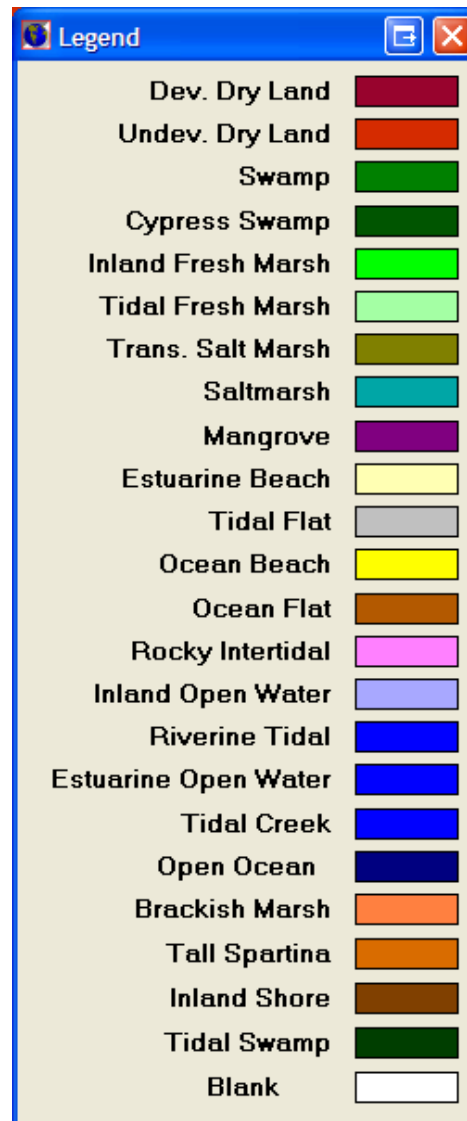 Legend
Dev. Dry Land
Undev. Dry Land
Swamp
Cypress Swamp
Inland Fresh Marsh
Tidal Fresh Marsh
Trans. Salt Marsh
Saltmarsh
Mangrove
Estuarine Beach
Tidal Flat
Ocean Beach
Ocean Flat
Rocky Intertidal
Inland Open Water
Riverine Tidal
Estuarine Open Water
Tidal Creek
Open Ocean
Brackish Marsh
Tall Spartina
Inland Shore
Tidal Swamp
Blank